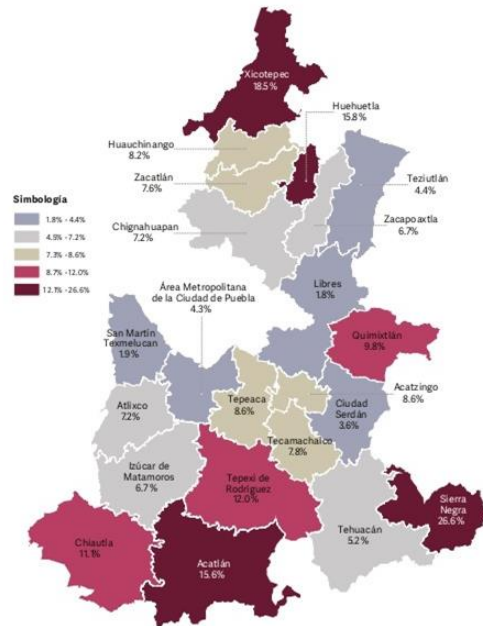 Xicotepec
18.5%
Huehuetla
15.8%
Huauchinango
8.2%
Zacatlán
7.6%
Teziutlán
4.4%
Simbología
1.8% - 4.4%
4.5% - 7.2%
7.3% - 8.6%
8.7% - 12.0%
12.1% - 26.6%
Chignahuapan
7.2%
Zacapoaxtla
6.7%
Área Metropolitana
de la Ciudad de Puebla
4.3%
Libres
1.8%
San Martín
Texmelucan
1.9%
Quimixtlán
9.8%
Acatzingo
8.6%
Tepeaca
8.6%
Ciudad
Serdán
3.6%
Atlixco
7.2%
Tecamachalco
7.8%
Izúcar de
Matamoros
6.7%
Tepexi de
Rodríguez
12.0%
Sierra
Negra
26.6%
Tehuacán
5.2%
Chiautla
11.1%
Acatlán
15.6%